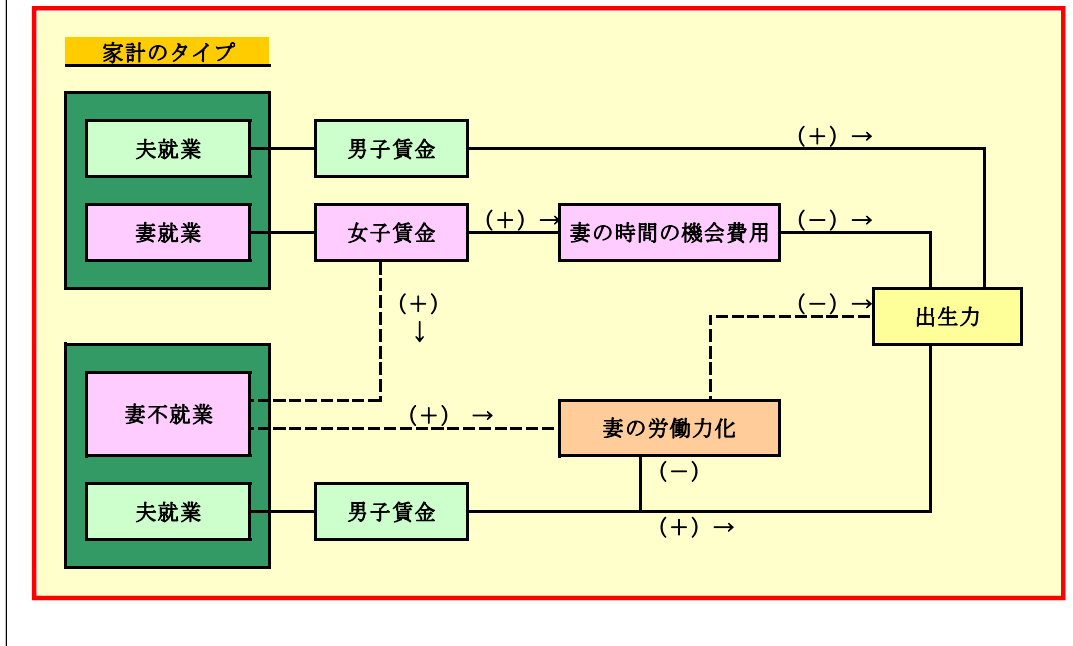 家計のタイプ
夫就業
男子賃金
(+) →
妻就業
女子賃金
(+) →
妻の時間の機会費用
(−) →
(+)
↓
(−) →
出生力
妻不就業
(+) →
妻の労働力化
(−)
夫就業
男子賃金
(+) →